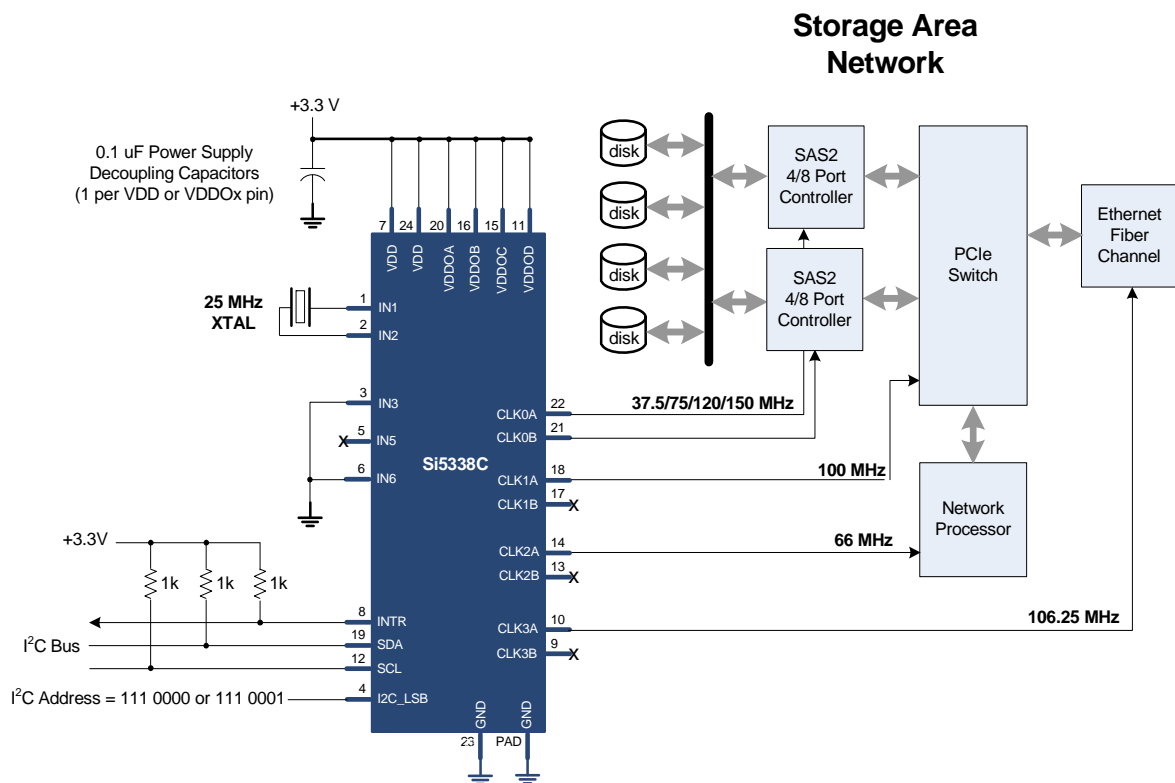 Storage Area
Network
+3.3 V
0.1 uF Power Supply
Decoupling Capacitors
(1 per VDD or VDDOx pin)
7
24
20
16
15
11
VDD
VDD
VDDOA
VDDOB
VDDOC
VDDOD
25 MHz
XTAL
1
IN1
2
IN2
3
IN3
5
X
IN5
6
IN6
Si5338C
+3.3V
1k
1k
1k
8
INTR
I²C Bus
19
SDA
12
SCL
I²C Address = 111 0000 or 111 0001
4
I2C_LSB
GND
GND
23
PAD
CLK0A
22
37.5/75/120/150 MHz
CLK0B
21
CLK1A
18
100 MHz
CLK1B
17
X
CLK2A
14
66 MHz
CLK2B
13
X
CLK3A
10
106.25 MHz
CLK3B
9
X
disk
disk
disk
disk
SAS2
4/8 Port
Controller
SAS2
4/8 Port
Controller
PCIe
Switch
Ethernet
Fiber
Channel
Network
Processor